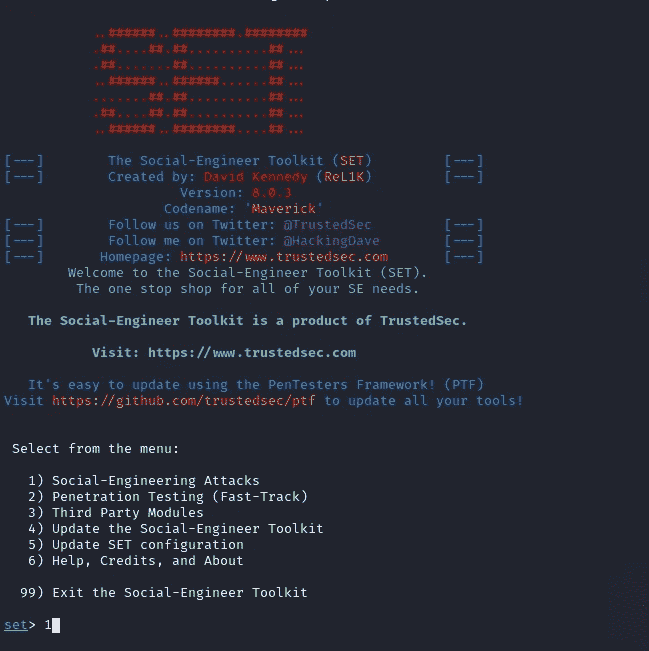 ..######..########.########
.##....##.##..........##...
.##.......##..........##...
..######..######......##...
.......##.##..........##...
.##....##.##..........##...
..######..########....##...
[---] The Social-Engineer Toolkit (SET) [---]
[---] Created by: David Kennedy (ReL1K) [---]
Version: 8.0.3
Codename: 'Maverick'
[---] Follow us on Twitter: @TrustedSec [---]
[---] Follow me on Twitter: @HackingDave [---]
[---] Homepage: https://www.trustedsec.com [---]
Welcome to the Social-Engineer Toolkit (SET).
The one stop shop for all of your SE needs.
The Social-Engineer Toolkit is a product of TrustedSec.
Visit: https://www.trustedsec.com
It's easy to update using the PenTesters Framework! (PTF)
Visit https://github.com/trustedsec/ptf to update all your tools!
Select from the menu:
1) Social-Engineering Attacks
2) Penetration Testing (Fast-Track)
3) Third Party Modules
4) Update the Social-Engineer Toolkit
5) Update SET configuration
6) Help, Credits, and About
99) Exit the Social-Engineer Toolkit
set> 1